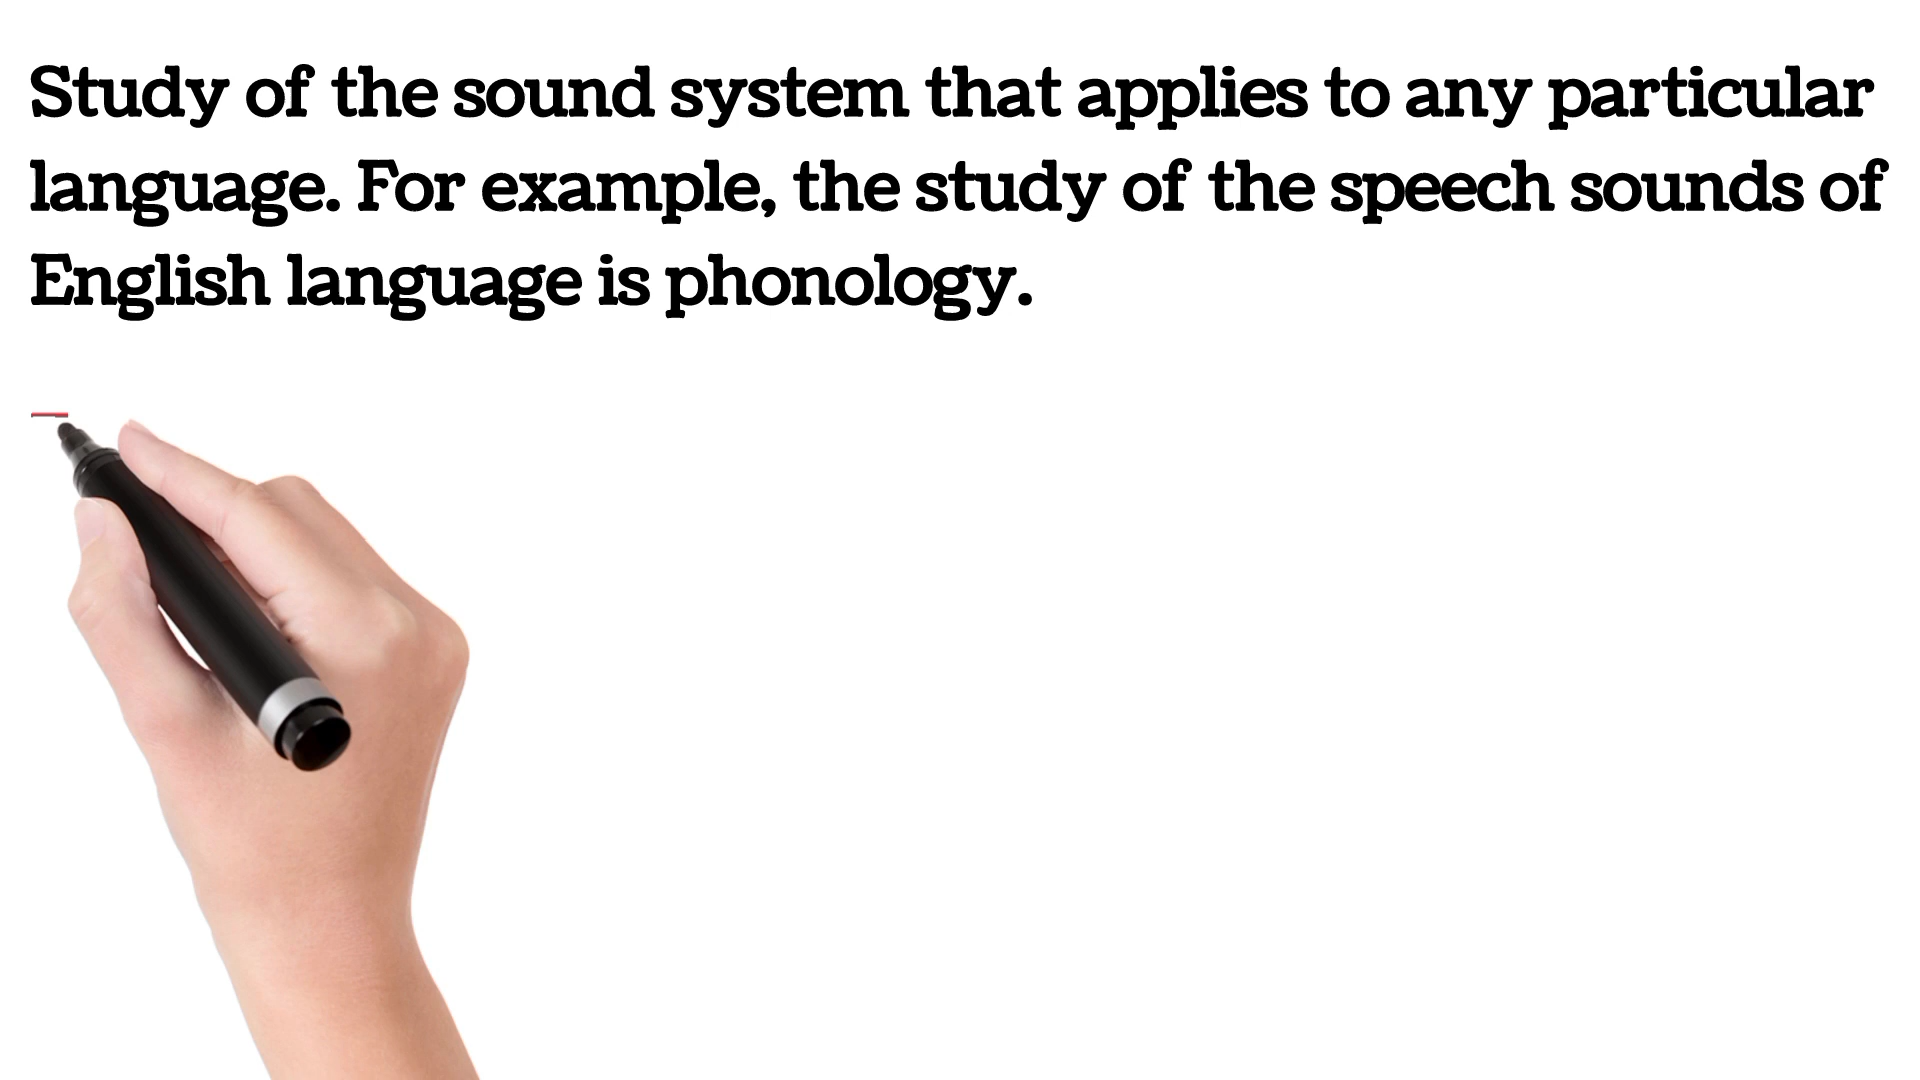 Study of the sound system that applies to any particular
language. For example, the study of the speech sounds of
English language is phonology.